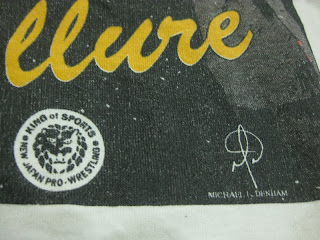 llure
KING of SPORTS
NEW JAPAN PRO-WRESTLING
MICHAEL L. DENHAM